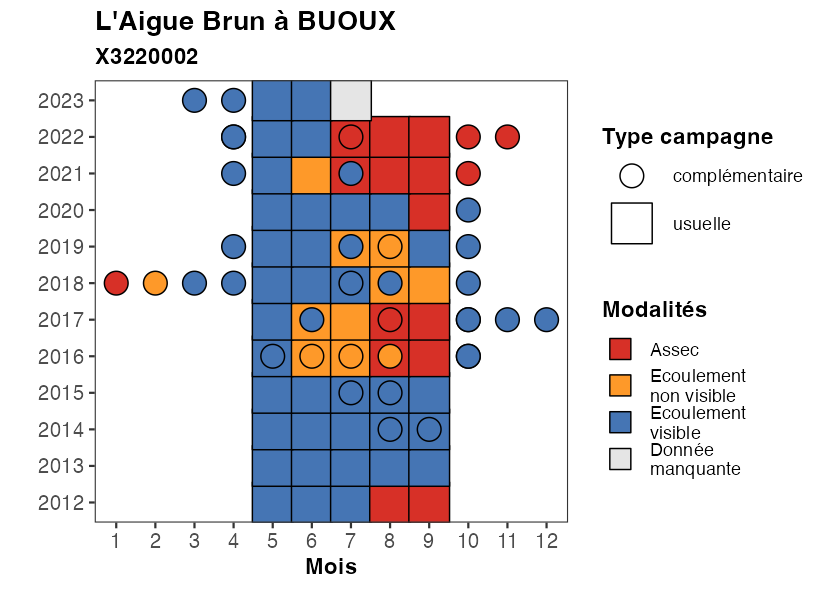 L'Aigue Brun à BUOUX
X3220002
2023
2022
2021
2020
2019
2018
2017
2016
2015
2014
2013
2012
1 2 3 4 5 6 7 8 9 10 11 12
Mois
Type campagne
complémentaire
usuelle
Modalités
Assec
Ecoulement
non visible
Ecoulement
visible
Donnée
manquante